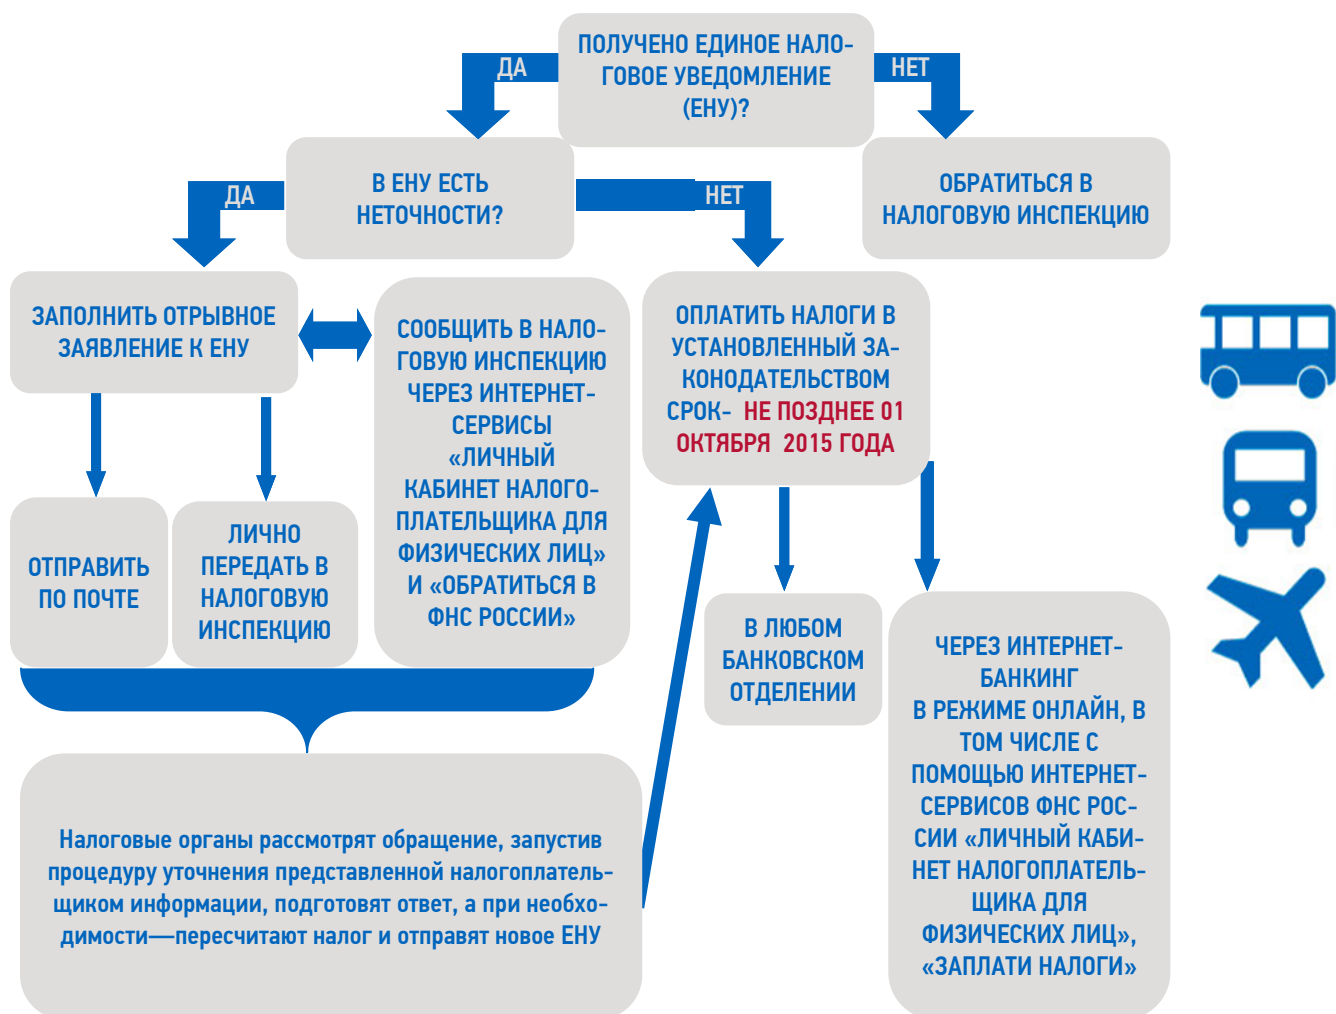 ПОЛУЧЕНО ЕДИНОЕ НАЛО-
ГОВОЕ УВЕДОМЛЕНИЕ
(ЕНУ)?
ДА
НЕТ
В ЕНУ ЕСТЬ
НЕТОЧНОСТИ?
ОБРАТИТЬСЯ В
НАЛОГОВУЮ ИНСПЕКЦИЮ
ДА
НЕТ
ЗАПОЛНИТЬ ОТРЫВНОЕ
ЗАЯВЛЕНИЕ К ЕНУ
СООБЩИТЬ В НАЛО-
ГОВУЮ ИНСПЕКЦИЮ
ЧЕРЕЗ ИНТЕРНЕТ-
СЕРВИСЫ
«ЛИЧНЫЙ
КАБИНЕТ НАЛОГО-
ПЛАТЕЛЬЩИКА ДЛЯ
ФИЗИЧЕСКИХ ЛИЦ»
И «ОБРАТИТЬСЯ В
ФНС РОССИИ»
ОПЛАТИТЬ НАЛОГИ В
УСТАНОВЛЕННЫЙ ЗА-
КОНОДАТЕЛЬСТВОМ
СРОК- НЕ ПОЗДНЕЕ 01
ОКТЯБРЯ 2015 ГОДА
ОТПРАВИТЬ
ПО ПОЧТЕ
ЛИЧНО
ПЕРЕДАТЬ В
НАЛОГОВУЮ
ИНСПЕКЦИЮ
В ЛЮБОМ
БАНКОВСКОМ
ОТДЕЛЕНИИ
ЧЕРЕЗ ИНТЕРНЕТ-
БАНКИНГ
В РЕЖИМЕ ОНЛАЙН, В
ТОМ ЧИСЛЕ С
ПОМОЩЬЮ ИНТЕРНЕТ-
СЕРВИСОВ ФНС РОС-
СИИ «ЛИЧНЫЙ КАБИ-
НЕТ НАЛОГОПЛАТЕЛЬ-
ЩИКА ДЛЯ
ФИЗИЧЕСКИХ ЛИЦ»,
«ЗАПЛАТИ НАЛОГИ»
Налоговые органы рассмотрят обращение, запустив
процедуру уточнения представленной налогоплатель-
щиком информации, подготовят ответ, а при необхо-
димости—пересчитают налог и отправят новое ЕНУ